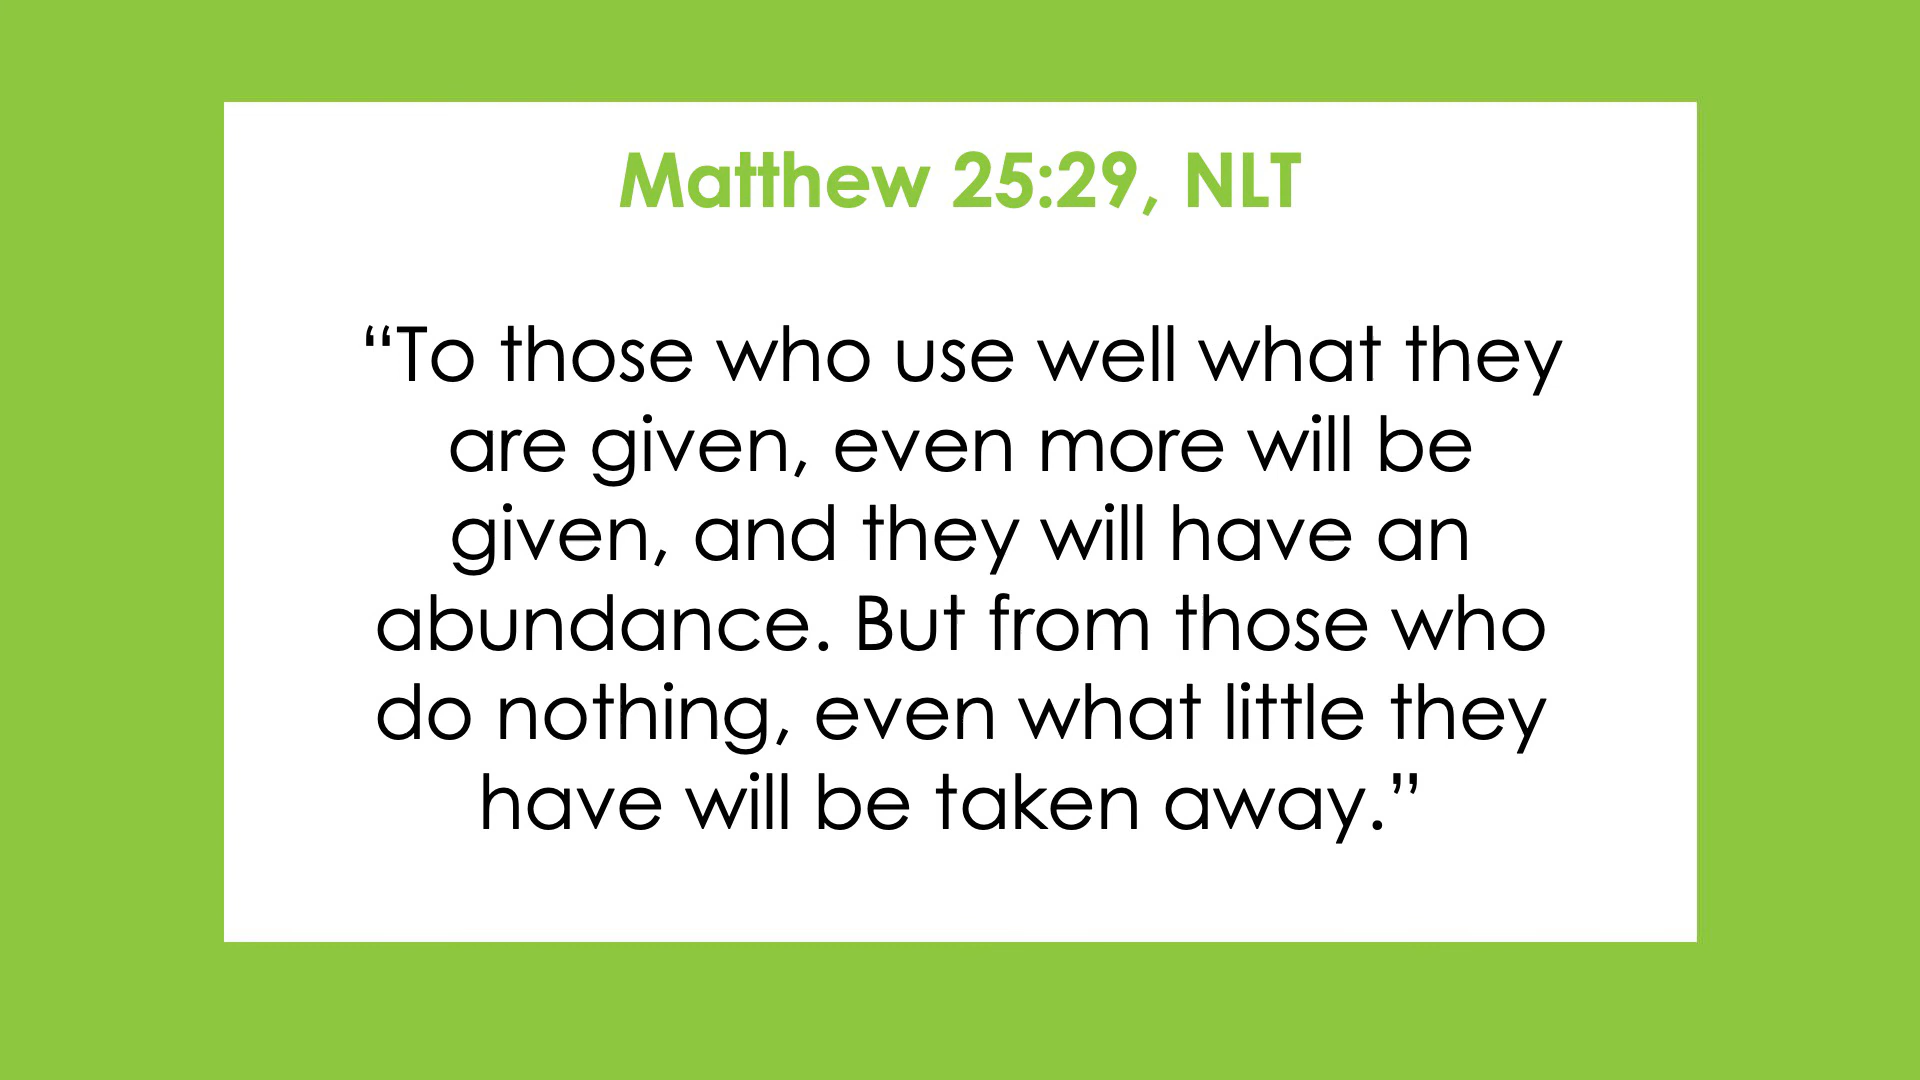 Matthew 25:29, NLT
“To those who use well what they
are given, even more will be
given, and they will have an
abundance. But from those who
do nothing, even what little they
have will be taken away.”